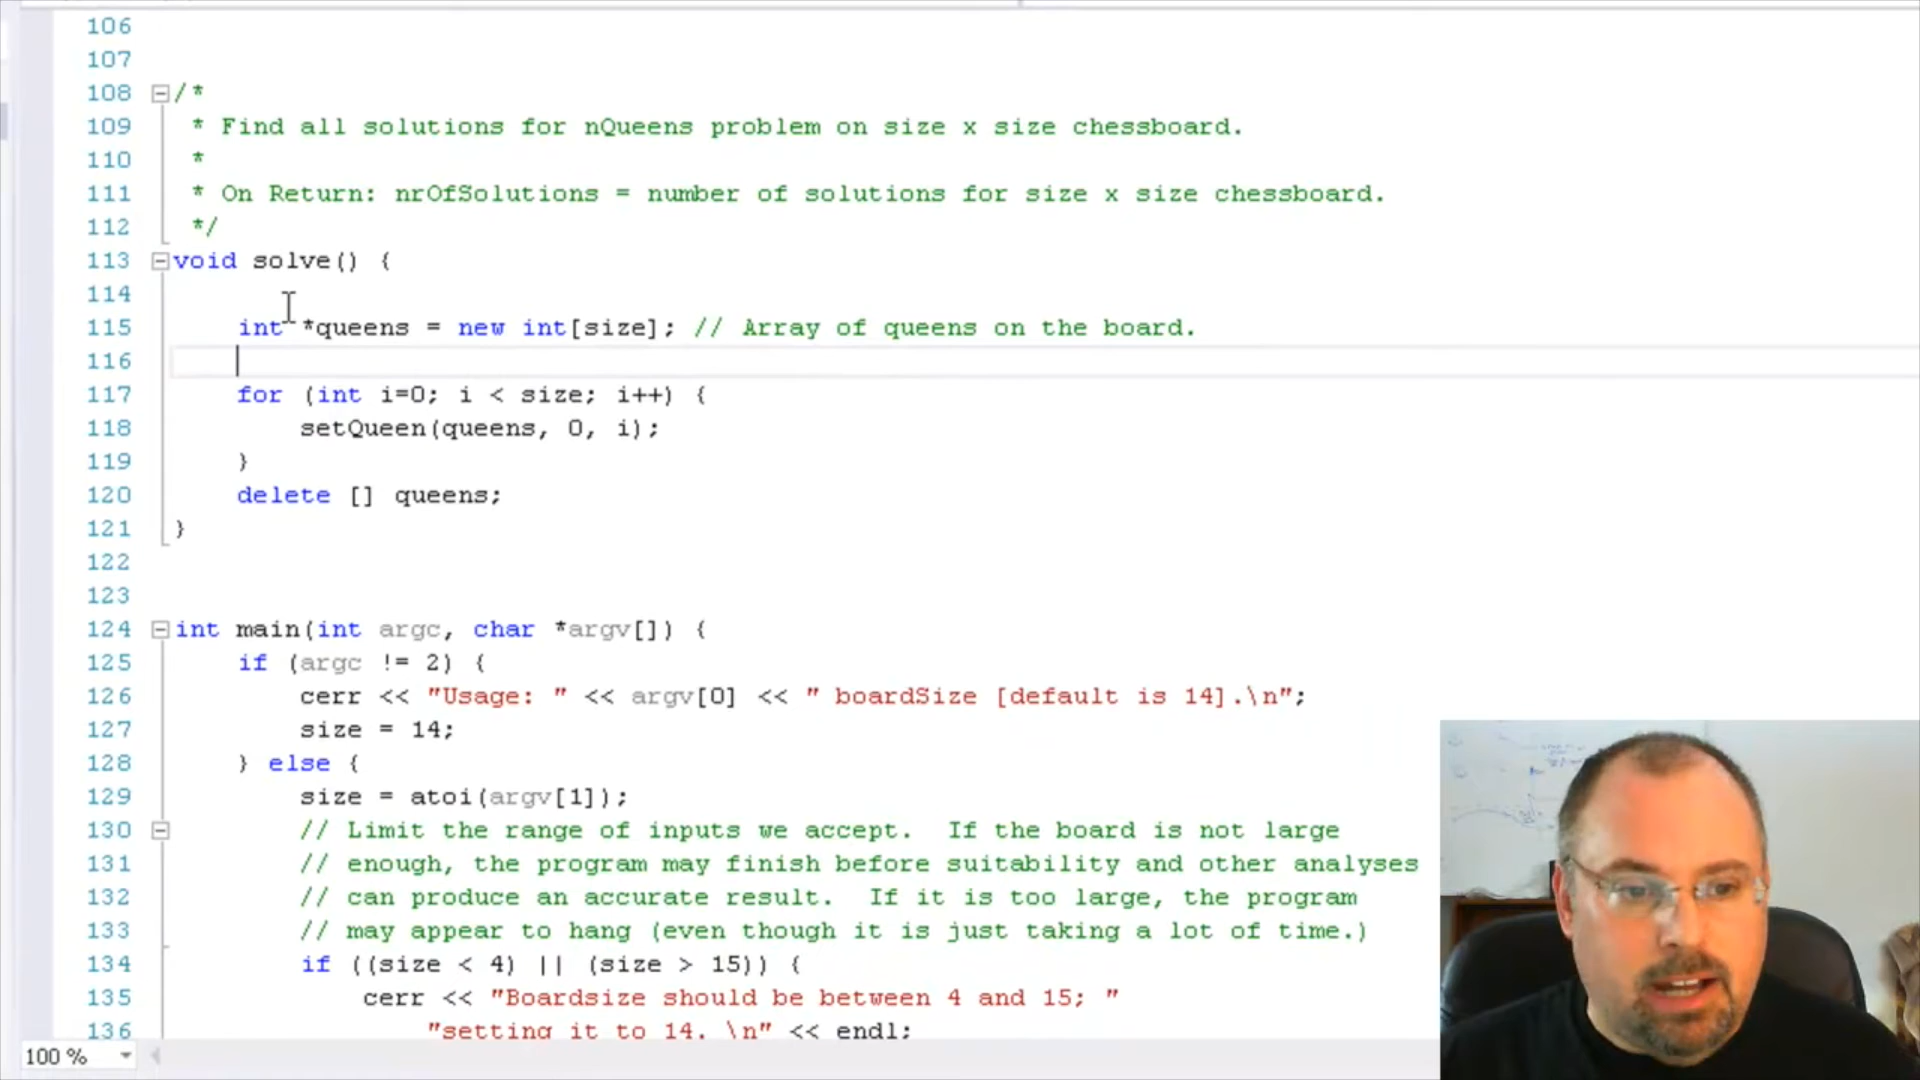 106
107
108 /*
109 * Find all solutions for nQueens problem on size x size chessboard.
110 *
111 * On Return: nrOfSolutions = number of solutions for size x size chessboard.
112 */
113 void solve() {
114
115 int *queens = new int[size]; // Array of queens on the board.
116
117 for (int i=0; i < size; i++) {
118 setQueen(queens, 0, i);
119 }
120 delete [] queens;
121 }
122
123
124 int main(int argc, char *argv[]) {
125 if (argc != 2) {
126 cerr << "Usage: " << argv[0] << " boardSize [default is 14].\n";
127 size = 14;
128 } else {
129 size = atoi(argv[1]);
130 // Limit the range of inputs we accept.  If the board is not large
131 // enough, the program may finish before suitability and other analyses
132 // can produce an accurate result.  If it is too large, the program
133 // may appear to hang (even though it is just taking a lot of time.)
134 if ((size < 4) || (size > 15)) {
135 cerr << "Boardsize should be between 4 and 15; "
136 "setting it to 14. \n" << endl;
100 %